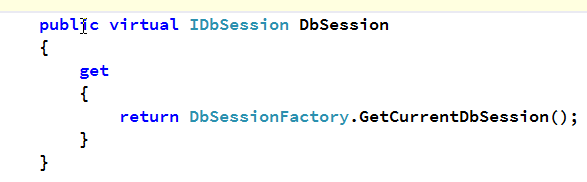 public virtual IDbSession DbSession
{
get
{
return DbSessionFactory.GetCurrentDbSession();
}
}